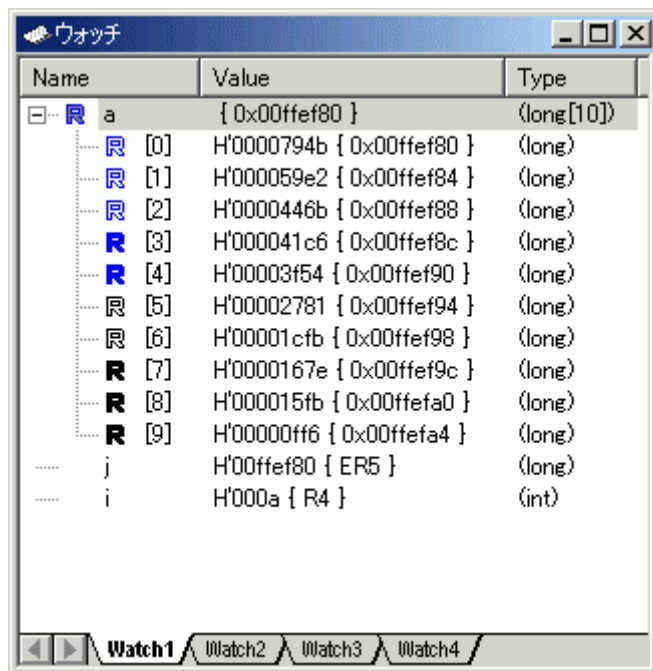 ウォッチ
Name Value Type
R a { 0x00ffef80 } (long[10])
R [0] H'0000794b { 0x00ffef80 } (long)
R [1] H'000059e2 { 0x00ffef84 } (long)
R [2] H'0000446b { 0x00ffef88 } (long)
R [3] H'000041c6 { 0x00ffef8c } (long)
R [4] H'00003f54 { 0x00ffef90 } (long)
R [5] H'00002781 { 0x00ffef94 } (long)
R [6] H'00001cfb { 0x00ffef98 } (long)
R [7] H'0000167e { 0x00ffef9c } (long)
R [8] H'000015fb { 0x00ffefa0 } (long)
R [9] H'00000ff6 { 0x00ffefa4 } (long)
j H'00ffef80 { ER5 } (long)
i H'000a { R4 } (int)
Watch1 Watch2 Watch3 Watch4